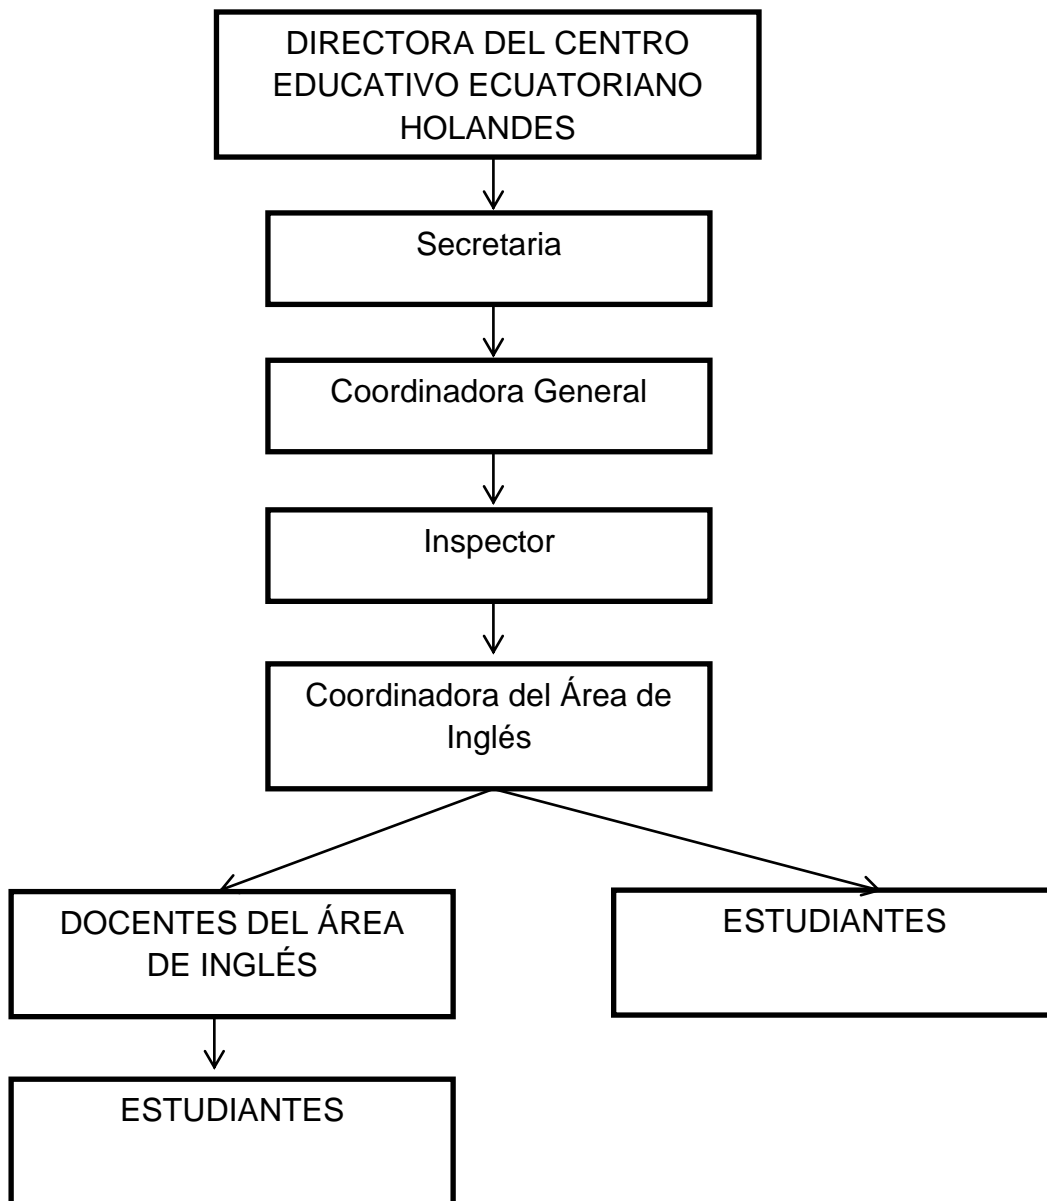 DIRECTORA DEL CENTRO
EDUCATIVO ECUATORIANO
HOLANDES
Secretaria
Coordinadora General
Inspector
Coordinadora del Área de
Inglés
DOCENTES DEL ÁREA
DE INGLÉS
ESTUDIANTES
ESTUDIANTES